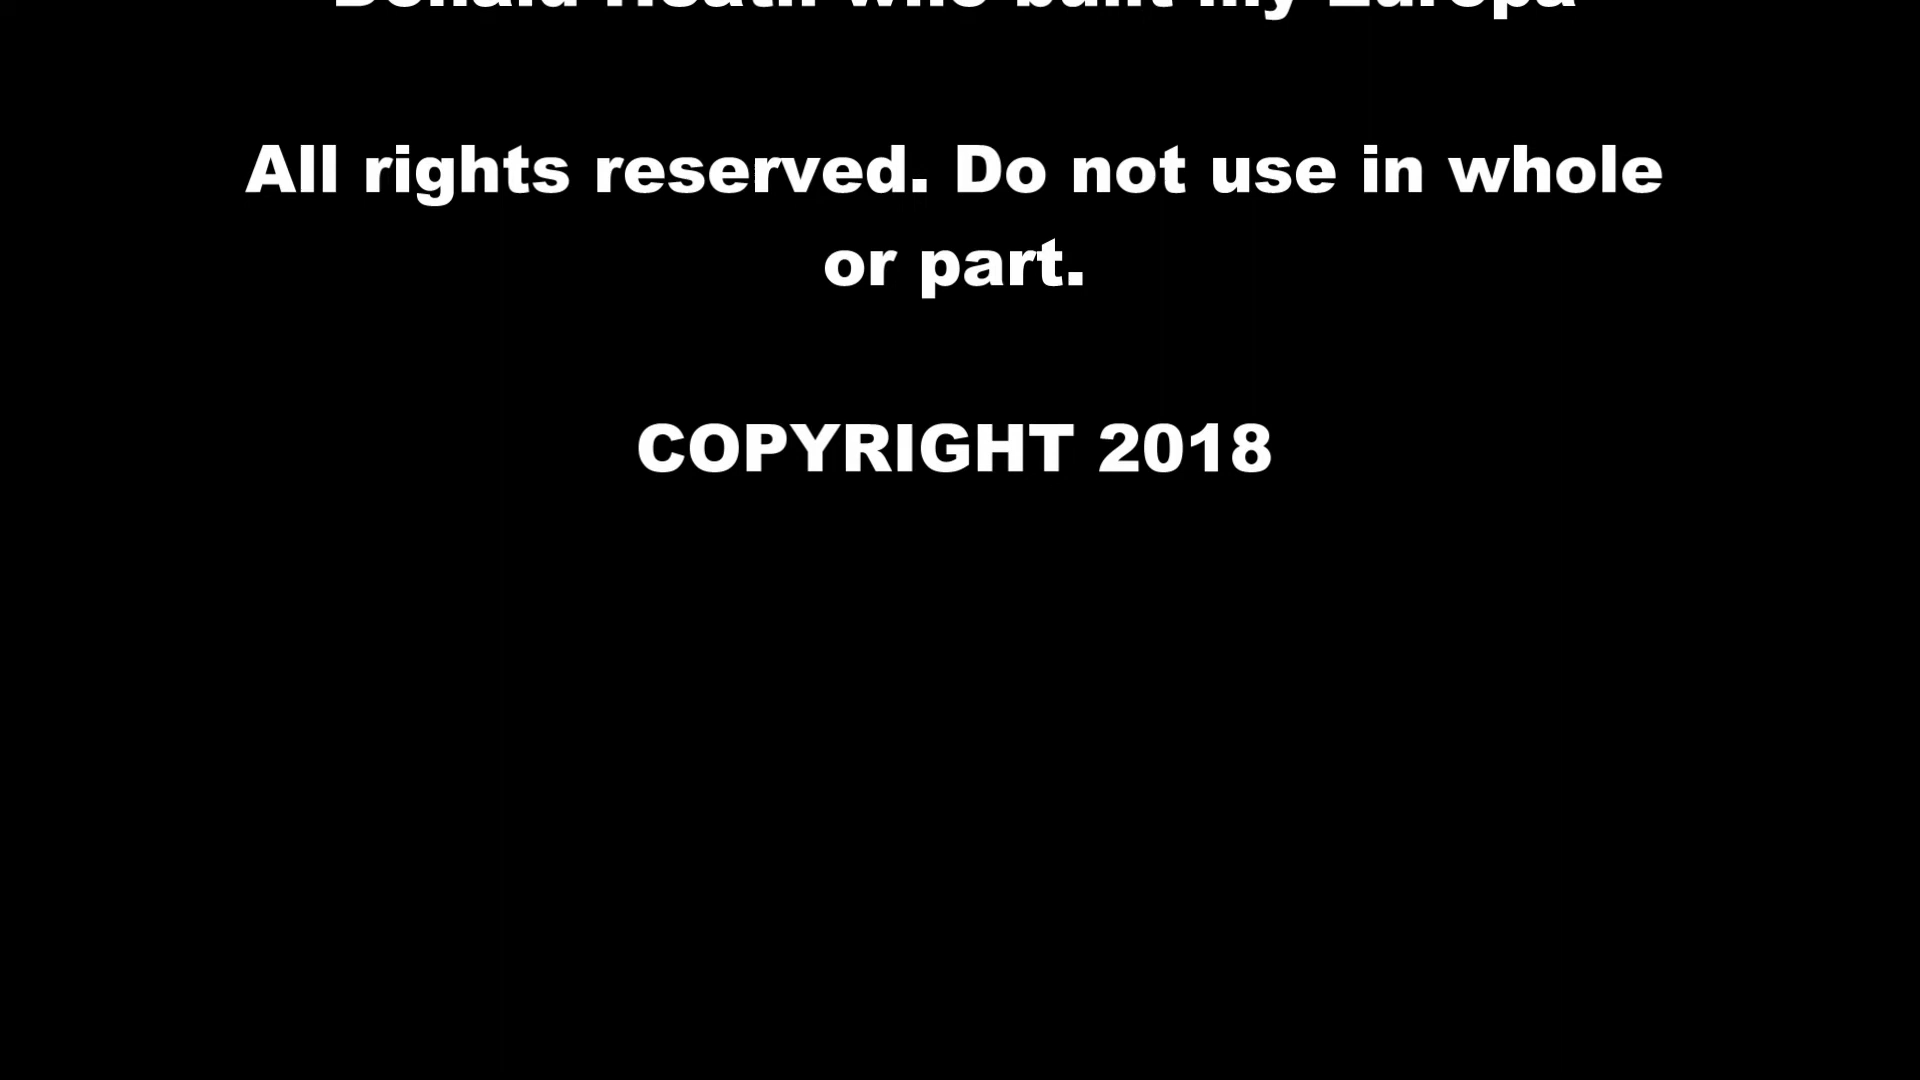 Donald Heath who built my Europa
All rights reserved. Do not use in whole
or part.
COPYRIGHT 2018